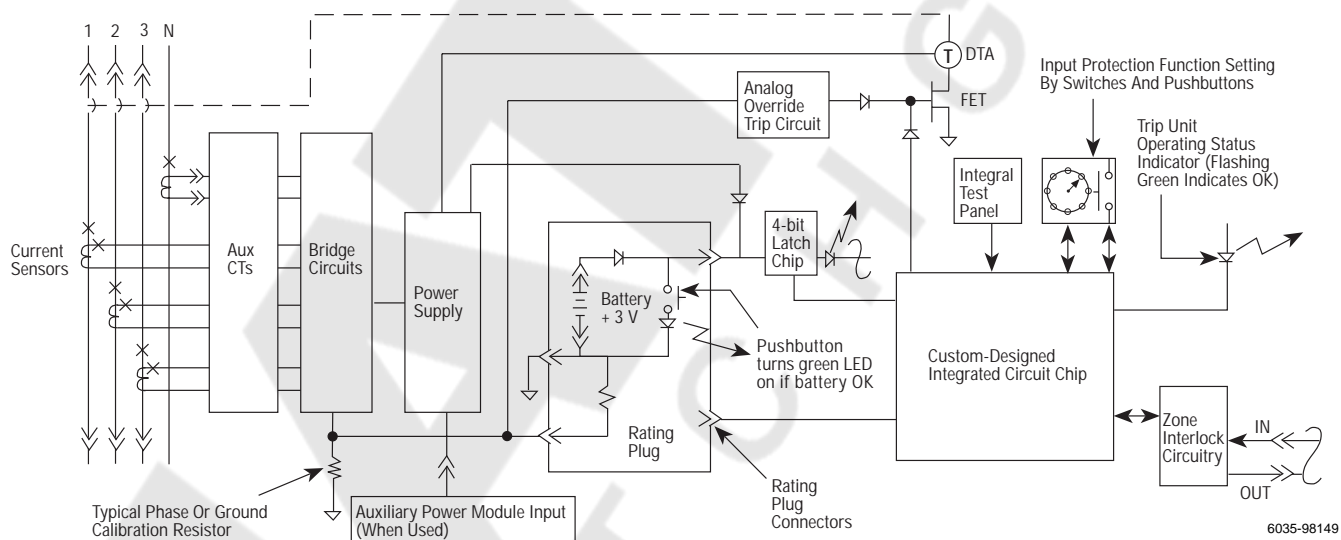 1 2 3 N
T
DTA
FET
Analog
Override
Trip Circuit
Input Protection Function Setting
By Switches And Pushbuttons
Trip Unit
Operating Status
Indicator (Flashing
Green Indicates OK)
Integral
Test
Panel
Current
Sensors
Aux
CTs
Bridge
Circuits
Power
Supply
Battery
+ 3 V
4-bit
Latch
Chip
Pushbutton
turns green LED
on if battery OK
Custom-Designed
Integrated Circuit Chip
Rating
Plug
Rating
Plug
Connectors
Zone
Interlock
Circuitry
IN
OUT
Typical Phase Or Ground
Calibration Resistor
Auxiliary Power Module Input
(When Used)
6035-98149